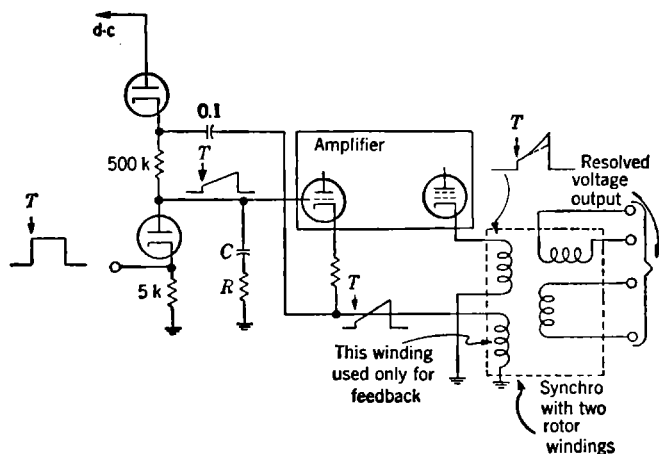 d-c
0.1
T
500 k
T
Amplifier
T
Resolved
voltage
output
T
C
R
5 k
T
This winding
used only for
feedback
Synchro
with two
rotor
windings